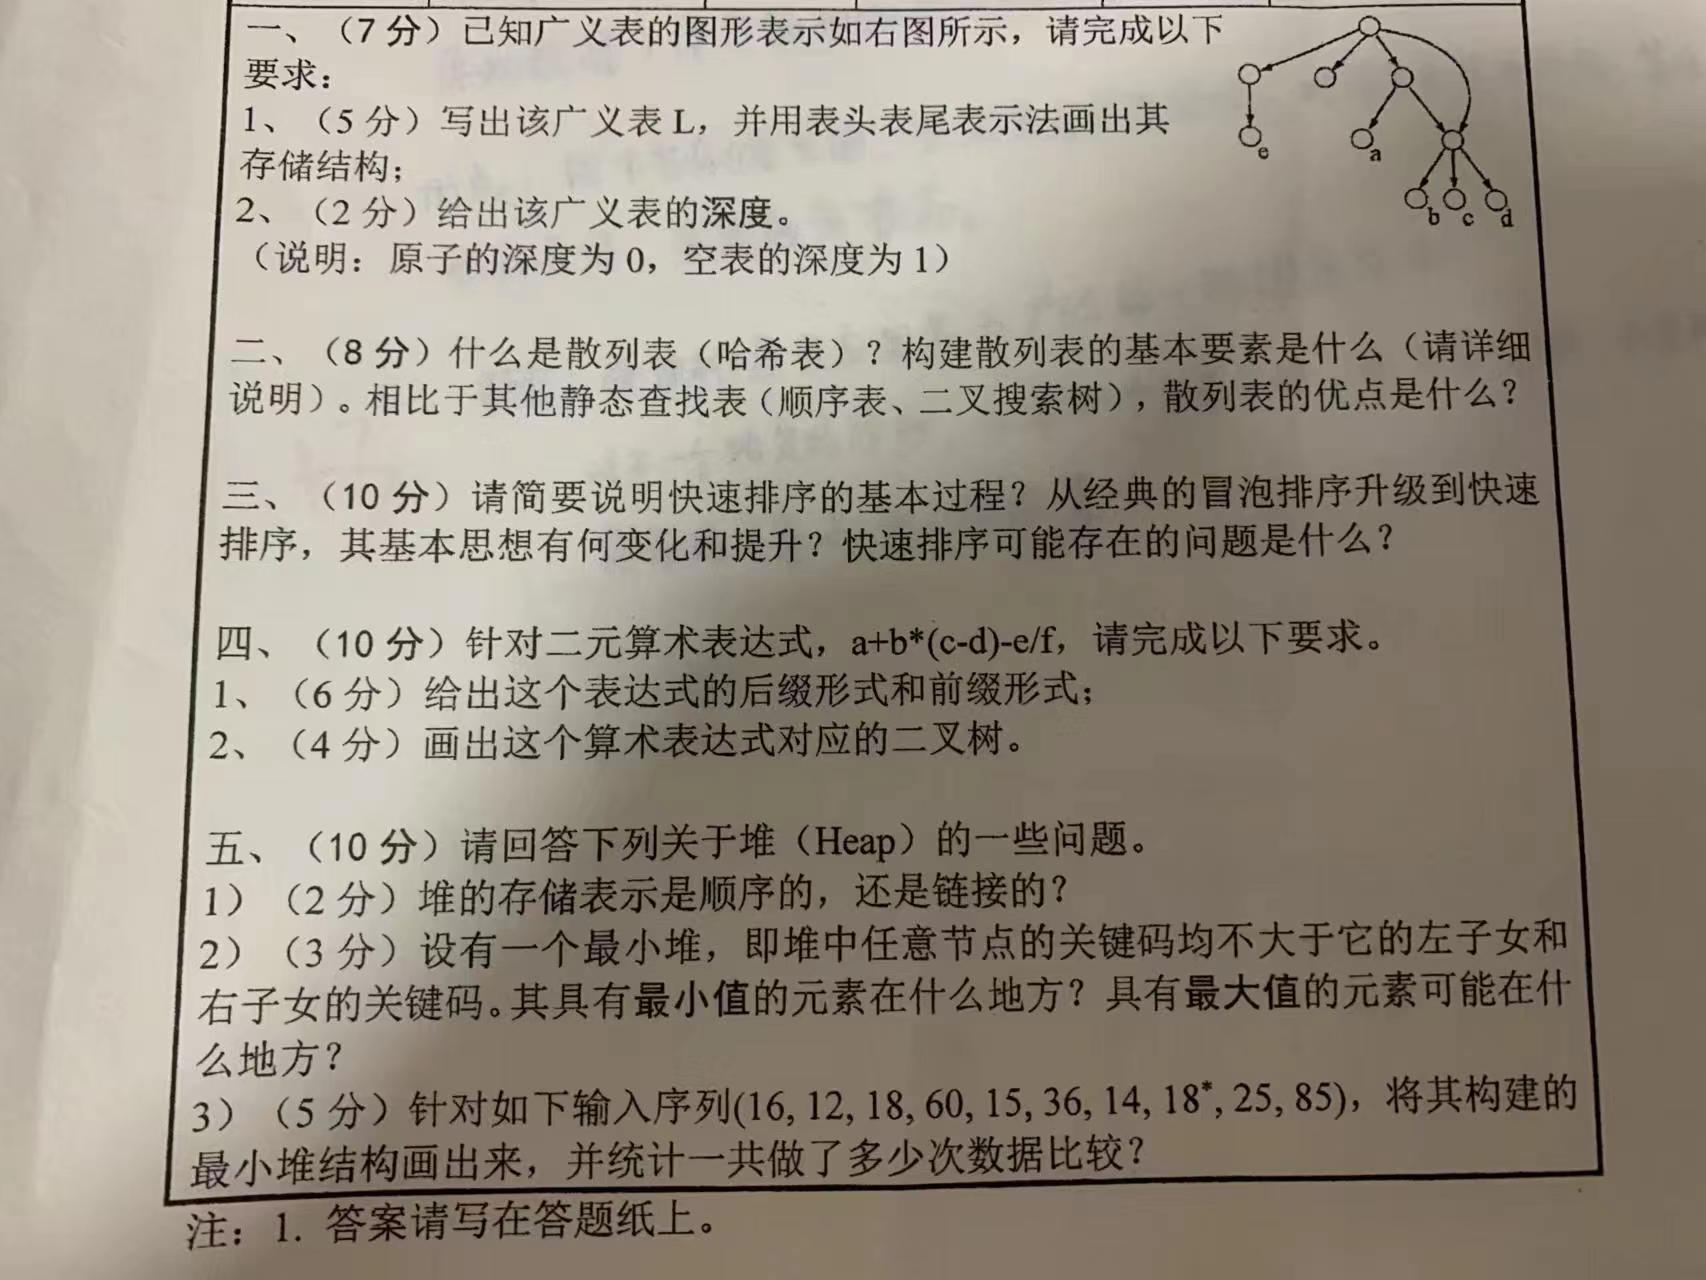 一、（7 分）已知广义表的图形表示如右图所示，请完成以下
要求：
1、（5 分）写出该广义表 L，并用表头表尾表示法画出其
存储结构；
2、（2 分）给出该广义表的深度。
（说明：原子的深度为 0，空表的深度为 1）
e
a
b
c
d
二、（8 分）什么是散列表（哈希表）？构建散列表的基本要素是什么（请详细
说明）。相比于其他静态查找表（顺序表、二叉搜索树），散列表的优点是什么？
三、（10 分）请简要说明快速排序的基本过程？从经典的冒泡排序升级到快速
排序，其基本思想有何变化和提升？快速排序可能存在的问题是什么？
四、（10 分）针对二元算术表达式，a+b*(c-d)-e/f，请完成以下要求。
1、（6 分）给出这个表达式的后缀形式和前缀形式；
2、（4 分）画出这个算术表达式对应的二叉树。
五、（10 分）请回答下列关于堆（Heap）的一些问题。
1）（2 分）堆的存储表示是顺序的，还是链接的？
2）（3 分）设有一个最小堆，即堆中任意节点的关键码均不大于它的左子女和
右子女的关键码。其具有最小值的元素在什么地方？具有最大值的元素可能在什
么地方？
3）（5 分）针对如下输入序列(16, 12, 18, 60, 15, 36, 14, 18*, 25, 85)，将其构建的
最小堆结构画出来，并统计一共做了多少次数据比较？
注：1. 答案请写在答题纸上。